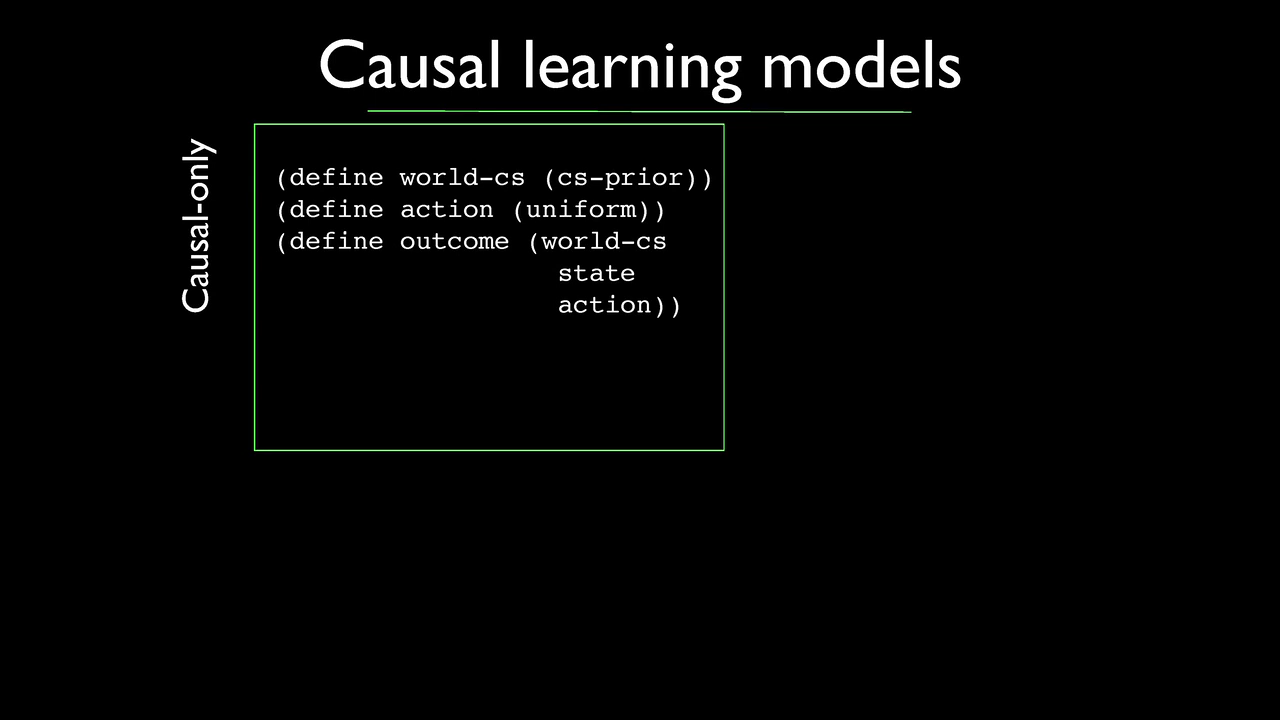 Causal learning models
Causal-only
(define world-cs (cs-prior))
(define action (uniform))
(define outcome (world-cs
state
action))